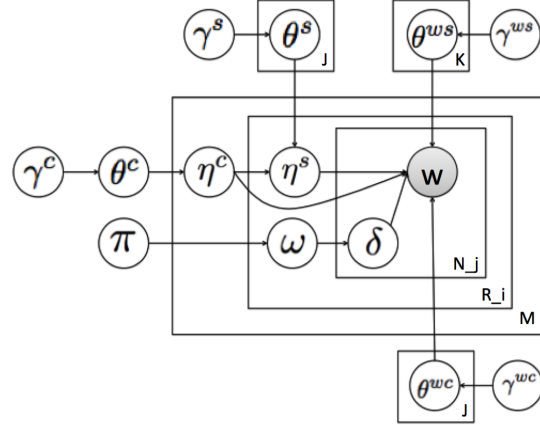 γ^s θ^s J θ^{ws} K γ^{ws}
γ^c θ^c η^c η^s w
π ω δ
N_j
R_i
M
θ^{wc} J γ^{wc}